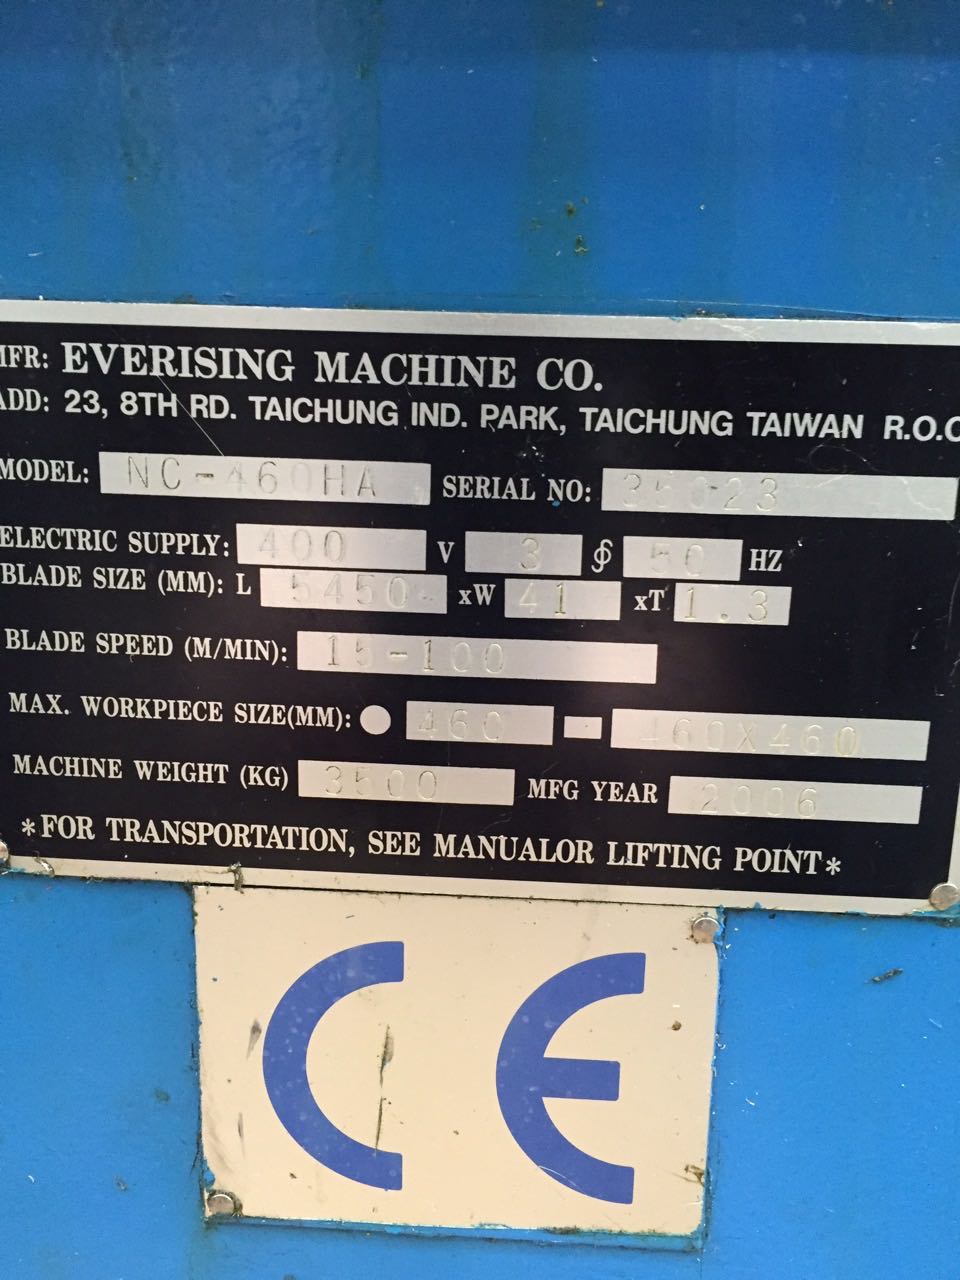 MFR: EVERISING MACHINE CO.
ADD: 23, 8TH RD. TAICHUNG IND. PARK, TAICHUNG TAIWAN R.O.C
MODEL: NC-460HA SERIAL NO: 35023
ELECTRIC SUPPLY: 400 V 3 ∮ 50 HZ
BLADE SIZE (MM): L 5450 xW 41 xT 1.3
BLADE SPEED (M/MIN): 15-100
MAX. WORKPIECE SIZE(MM): 460 460X460
MACHINE WEIGHT (KG) 3500 MFG YEAR 2006
*FOR TRANSPORTATION, SEE MANUALOR LIFTING POINT*
CE